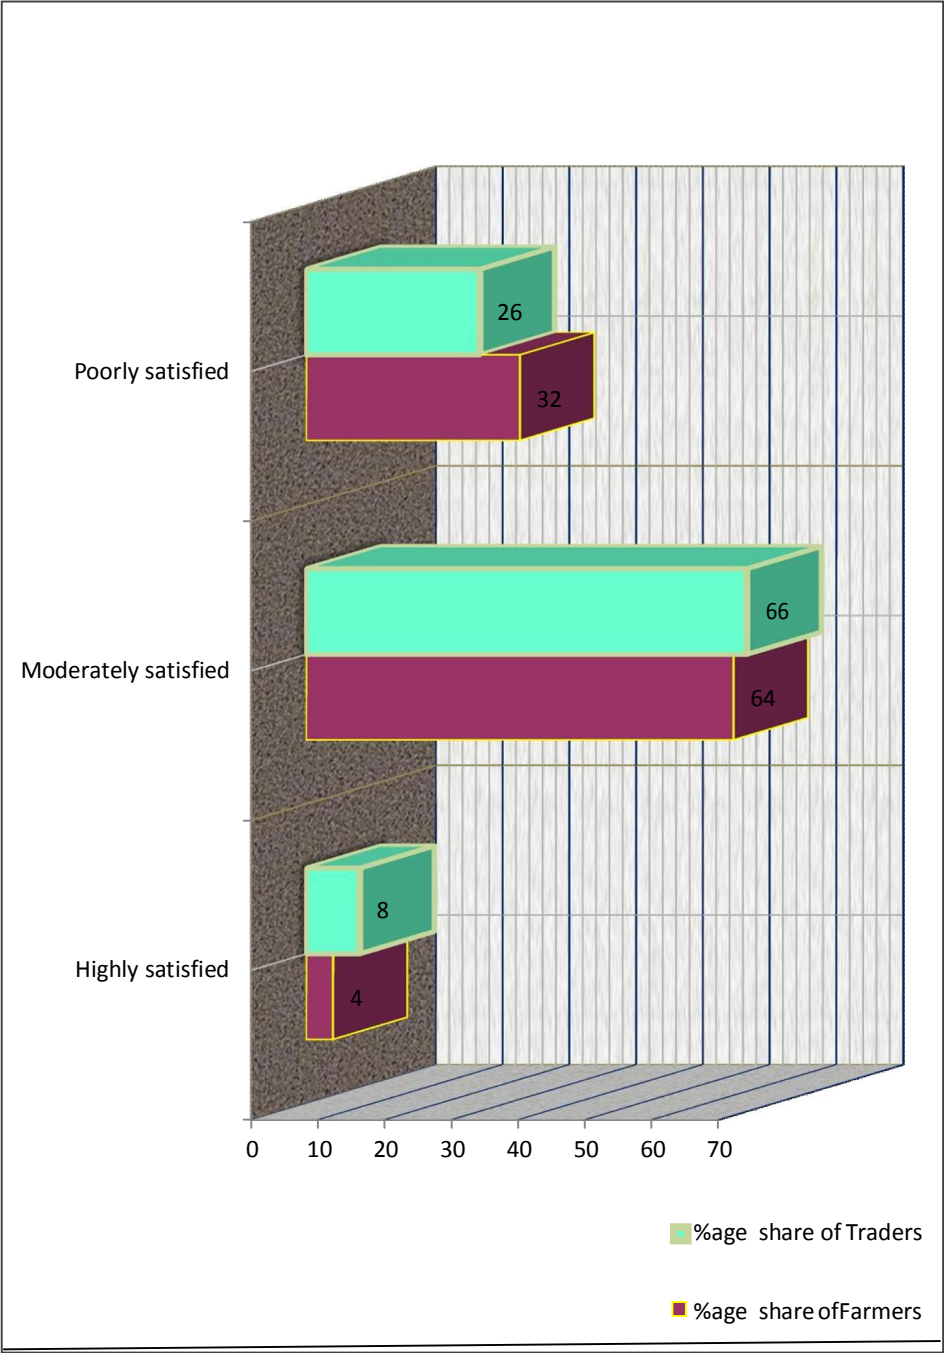 26
Poorly satisfied
32
66
Moderately satisfied
64
8
Highly satisfied
4
0 10 20 30 40 50 60 70
%age share of Traders
%age share ofFarmers